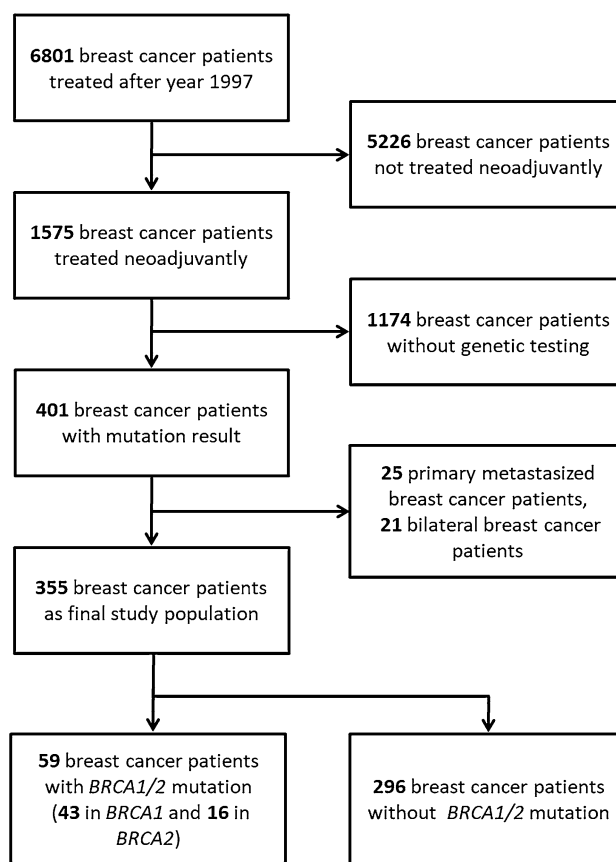 6801 breast cancer patients
treated after year 1997
5226 breast cancer patients
not treated neoadjuvantly
1575 breast cancer patients
treated neoadjuvantly
1174 breast cancer patients
without genetic testing
401 breast cancer patients
with mutation result
25 primary metastasized
breast cancer patients,
21 bilateral breast cancer
patients
355 breast cancer patients
as final study population
59 breast cancer patients
with BRCA1/2 mutation
(43 in BRCA1 and 16 in
BRCA2)
296 breast cancer patients
without BRCA1/2 mutation